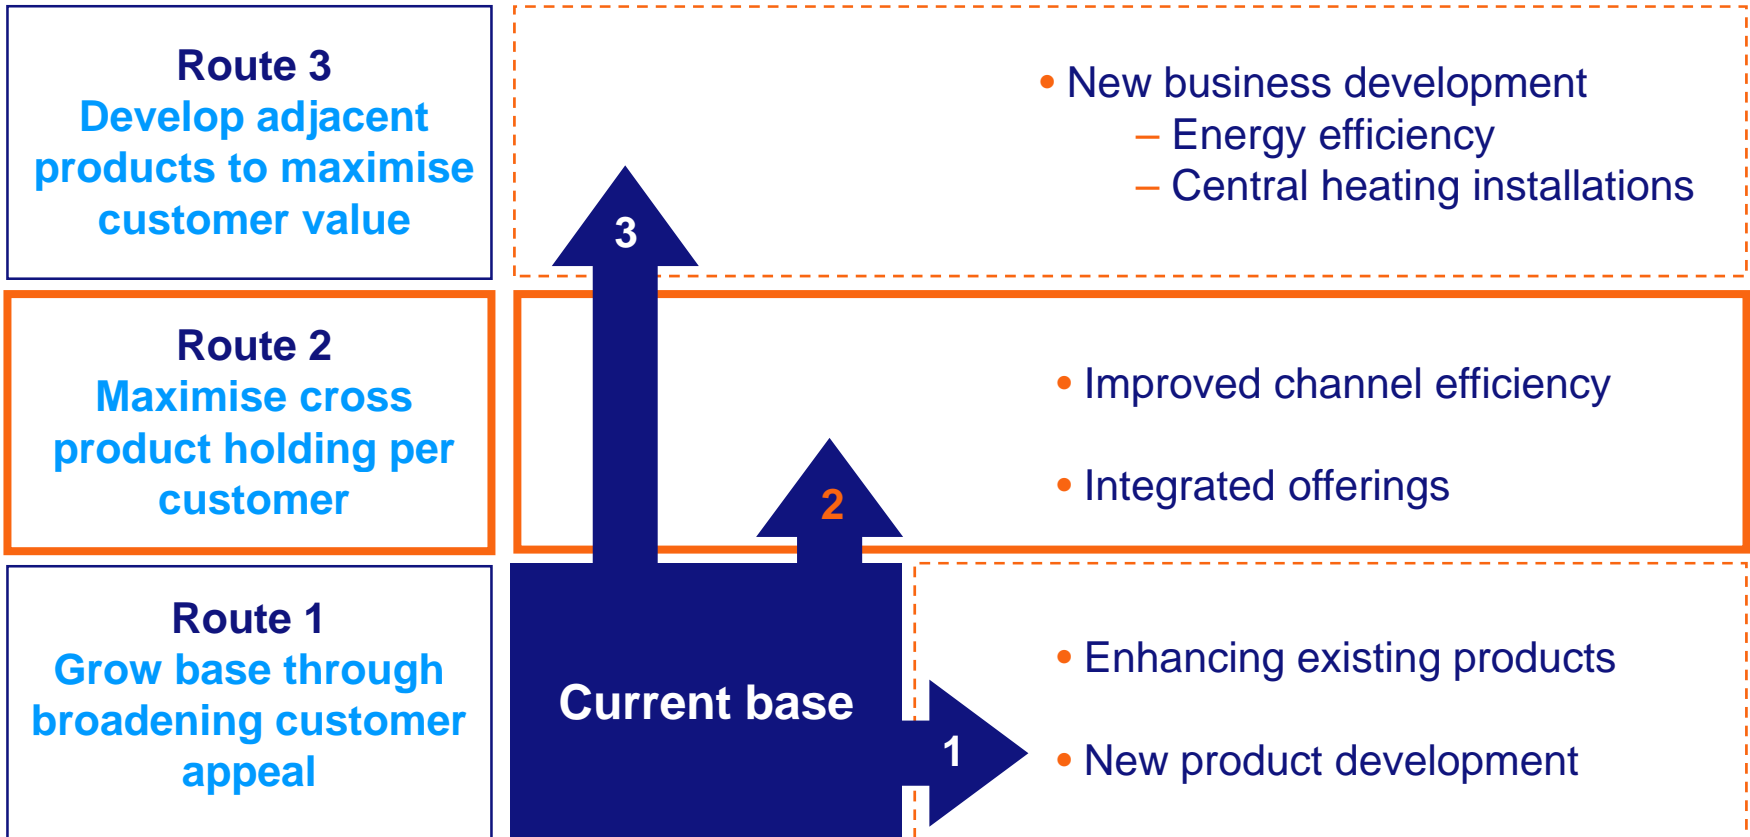 Route 3
Develop adjacent
products to maximise
customer value
3
• New business development
– Energy efficiency
– Central heating installations
Route 2
Maximise cross
product holding per
customer
2
• Improved channel efficiency
• Integrated offerings
Route 1
Grow base through
broadening customer
appeal
Current base
1
• Enhancing existing products
• New product development